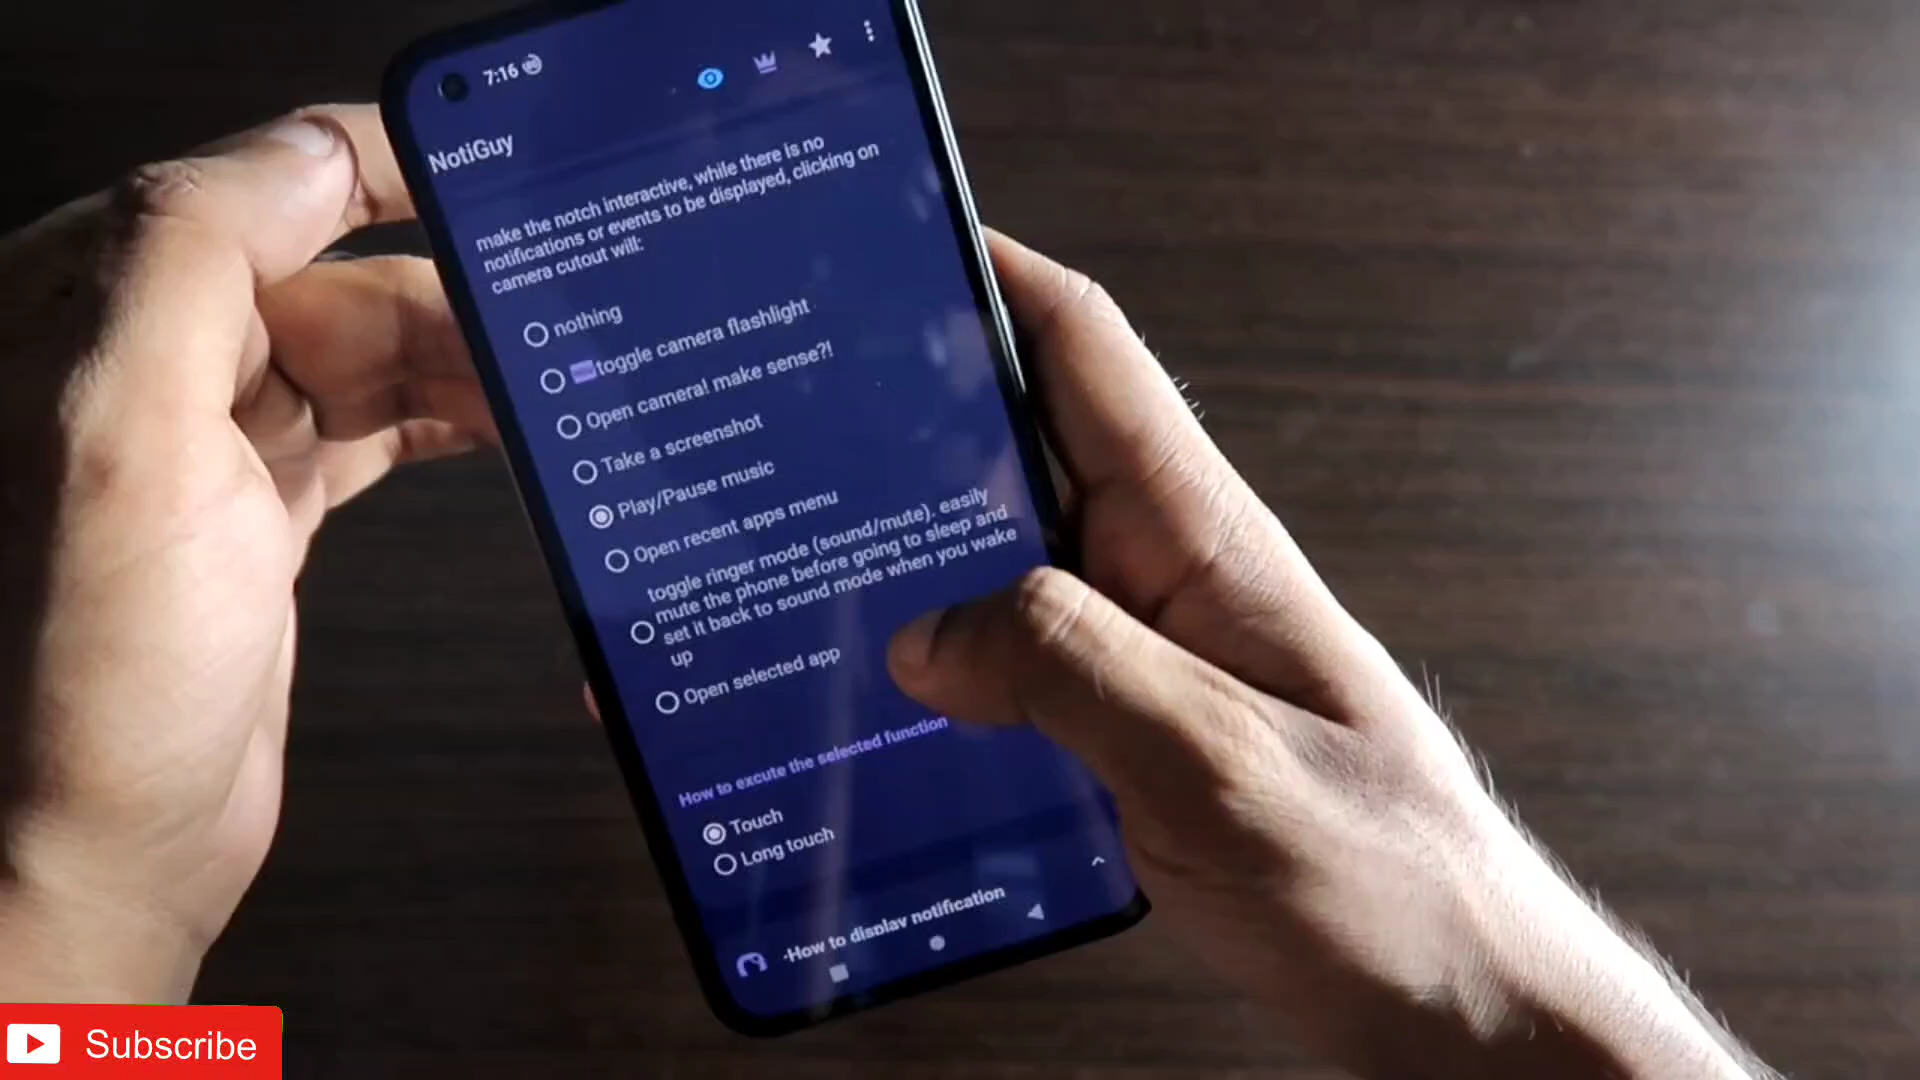 7:16
NotiGuy
make the notch interactive, while there is no
notifications or events to be displayed, clicking on
camera cutout will:
nothing
toggle camera flashlight
Open camera! make sense?!
Take a screenshot
Play/Pause music
Open recent apps menu
toggle ringer mode (sound/mute). easily
mute the phone before going to sleep and
set it back to sound mode when you wake
up
Open selected app
How to excute the selected function
Touch
Long touch
-How to display notification
Subscribe